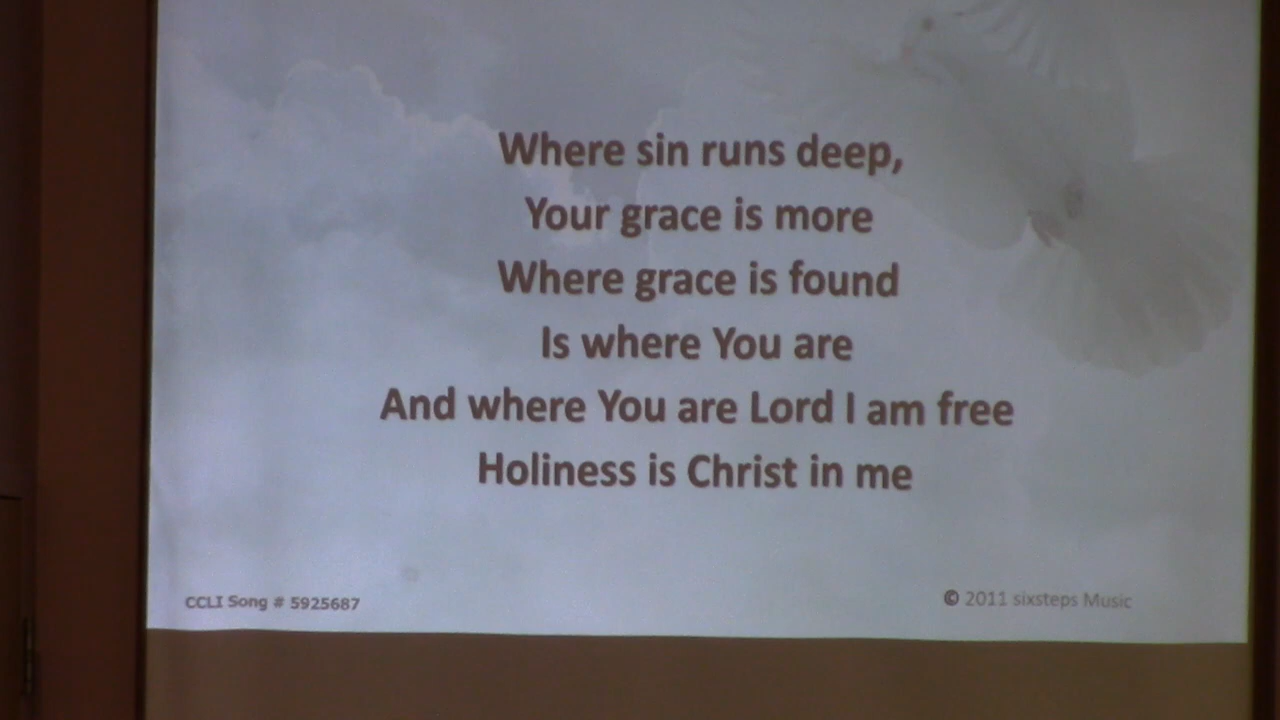 Where sin runs deep,
Your grace is more
Where grace is found
Is where You are
And where You are Lord I am free
Holiness is Christ in me
CCLI Song # 5925687
© 2011 sixsteps Music